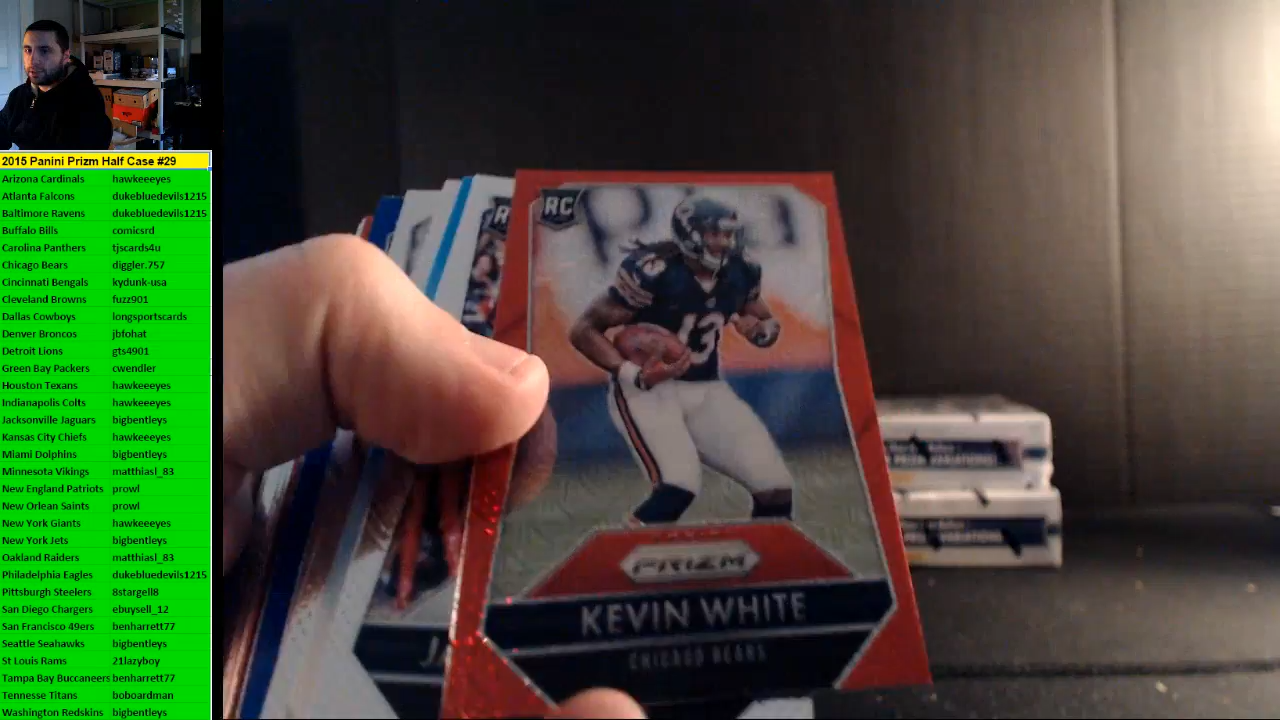 2015 Panini Prizm Half Case #29
Arizona Cardinals hawkeeeyes
Atlanta Falcons dukebluedevils1215
Baltimore Ravens dukebluedevils1215
Buffalo Bills comicsrd
Carolina Panthers tjscards4u
Chicago Bears diggler.757
Cincinnati Bengals kydunk-usa
Cleveland Browns fuzz901
Dallas Cowboys longsportscards
Denver Broncos jbfohat
Detroit Lions gts4901
Green Bay Packers cwendler
Houston Texans hawkeeeyes
Indianapolis Colts hawkeeeyes
Jacksonville Jaguars bigbentleys
Kansas City Chiefs hawkeeeyes
Miami Dolphins bigbentleys
Minnesota Vikings matthiasl_83
New England Patriots prowl
New Orlean Saints prowl
New York Giants hawkeeeyes
New York Jets bigbentleys
Oakland Raiders matthiasl_83
Philadelphia Eagles dukebluedevils1215
Pittsburgh Steelers 8stargell8
San Diego Chargers ebuysell_12
San Francisco 49ers benharrett77
Seattle Seahawks bigbentleys
St Louis Rams 21lazyboy
Tampa Bay Buccaneers benharrett77
Tennesse Titans boboardman
Washington Redskins bigbentleys
RC
13
13
PRIZM
KEVIN WHITE
CHICAGO BEARS